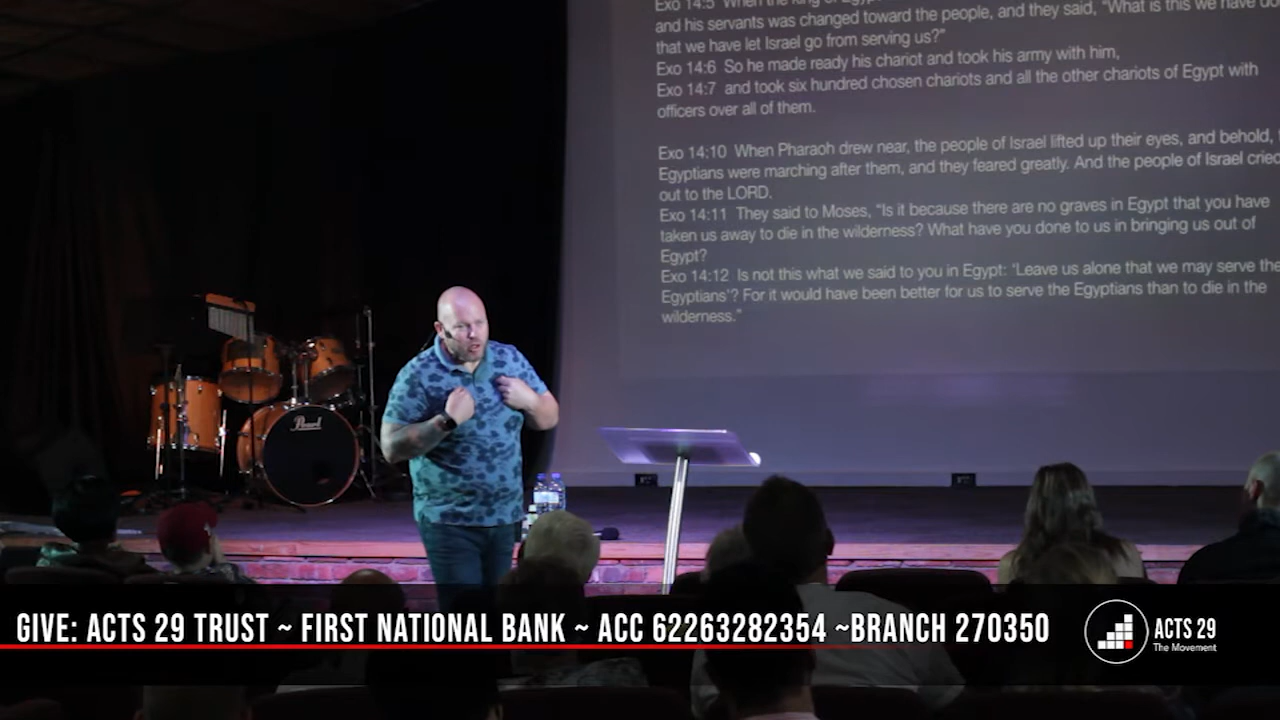 Exo 14:5 When the king of
and his servants was changed toward the people, and they said, “What is this we have do
that we have let Israel go from serving us?”
Exo 14:6 So he made ready his chariot and took his army with him,
Exo 14:7 and took six hundred chosen chariots and all the other chariots of Egypt with
officers over all of them.
Exo 14:10 When Pharaoh drew near, the people of Israel lifted up their eyes, and behold,
Egyptians were marching after them, and they feared greatly. And the people of Israel cried
out to the LORD.
Exo 14:11 They said to Moses, “Is it because there are no graves in Egypt that you have
taken us away to die in the wilderness? What have you done to us in bringing us out of
Egypt?
Exo 14:12 Is not this what we said to you in Egypt: ‘Leave us alone that we may serve the
Egyptians’? For it would have been better for us to serve the Egyptians than to die in the
wilderness.”
Pearl
GIVE: ACTS 29 TRUST ~ FIRST NATIONAL BANK ~ ACC 62263282354 ~BRANCH 270350
ACTS 29
The Movement